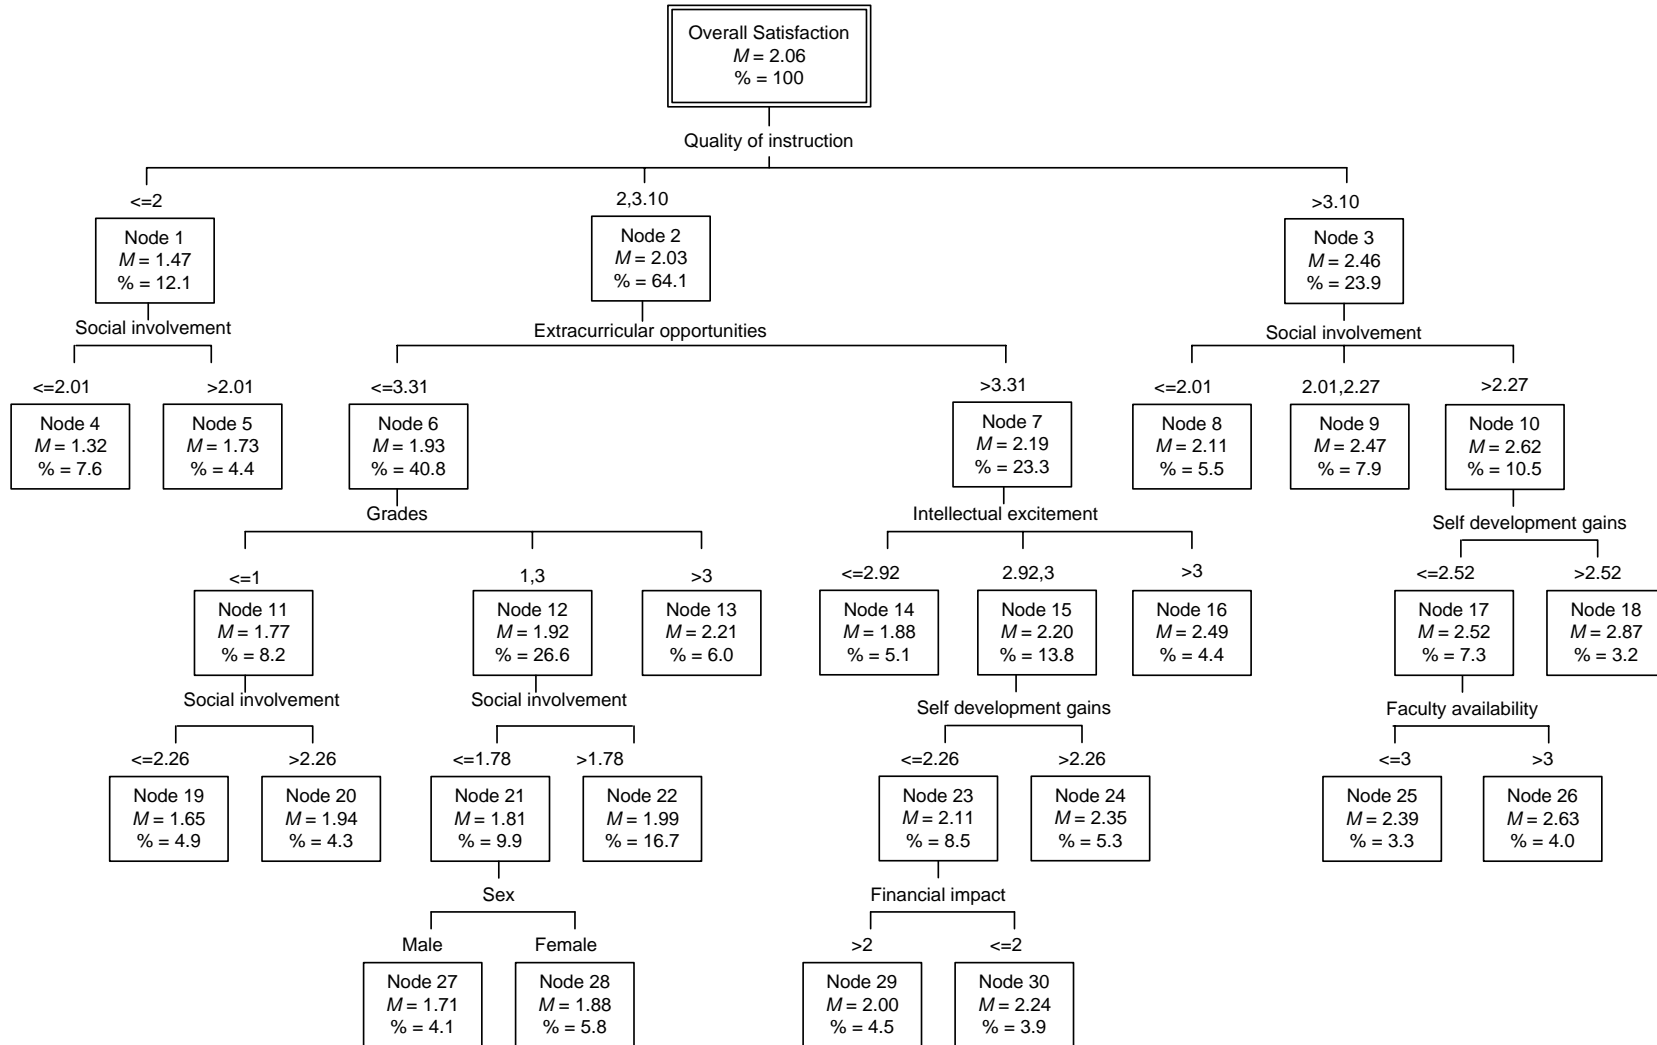 Overall Satisfaction
M = 2.06
% = 100
Quality of instruction
<=2
2,3.10
>3.10
Node 1
M = 1.47
% = 12.1
Node 2
M = 2.03
% = 64.1
Node 3
M = 2.46
% = 23.9
Social involvement
Extracurricular opportunities
Social involvement
<=2.01
>2.01
<=3.31
>3.31
<=2.01
2.01,2.27
>2.27
Node 4
M = 1.32
% = 7.6
Node 5
M = 1.73
% = 4.4
Node 6
M = 1.93
% = 40.8
Node 7
M = 2.19
% = 23.3
Node 8
M = 2.11
% = 5.5
Node 9
M = 2.47
% = 7.9
Node 10
M = 2.62
% = 10.5
Grades
Intellectual excitement
Self development gains
<=1
1,3
>3
<=2.92
2.92,3
>3
<=2.52
>2.52
Node 11
M = 1.77
% = 8.2
Node 12
M = 1.92
% = 26.6
Node 13
M = 2.21
% = 6.0
Node 14
M = 1.88
% = 5.1
Node 15
M = 2.20
% = 13.8
Node 16
M = 2.49
% = 4.4
Node 17
M = 2.52
% = 7.3
Node 18
M = 2.87
% = 3.2
Social involvement
Social involvement
Self development gains
Faculty availability
<=2.26
>2.26
<=1.78
>1.78
<=2.26
>2.26
<=3
>3
Node 19
M = 1.65
% = 4.9
Node 20
M = 1.94
% = 4.3
Node 21
M = 1.81
% = 9.9
Node 22
M = 1.99
% = 16.7
Node 23
M = 2.11
% = 8.5
Node 24
M = 2.35
% = 5.3
Node 25
M = 2.39
% = 3.3
Node 26
M = 2.63
% = 4.0
Sex
Financial impact
Male
Female
>2
<=2
Node 27
M = 1.71
% = 4.1
Node 28
M = 1.88
% = 5.8
Node 29
M = 2.00
% = 4.5
Node 30
M = 2.24
% = 3.9